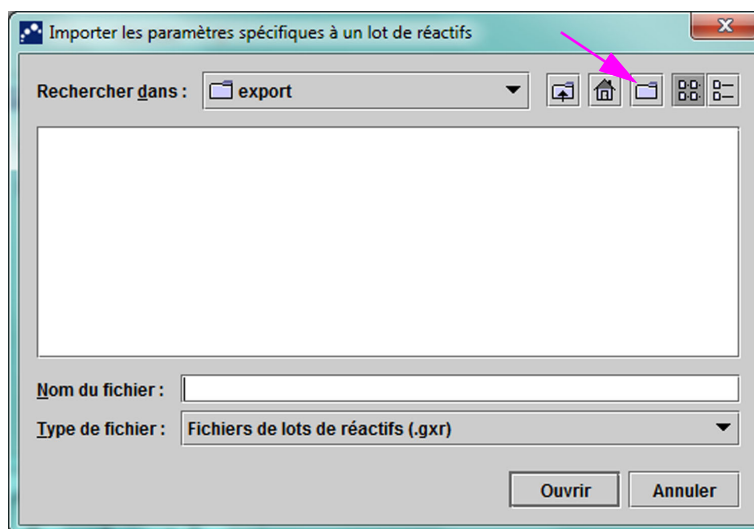 Importer les paramètres spécifiques à un lot de réactifs
Rechercher dans : export
Nom du fichier :
Type de fichier : Fichiers de lots de réactifs (.gxr)
Ouvrir Annuler